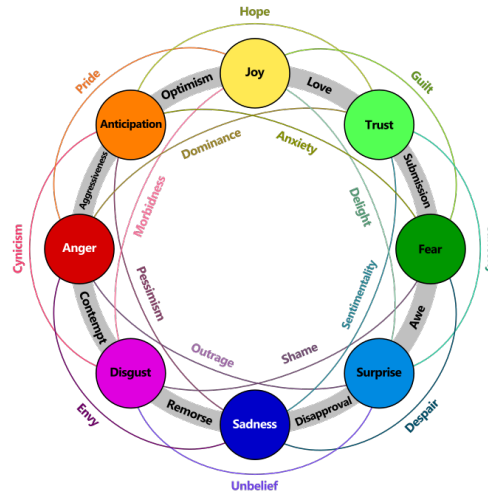 Hope
Joy
Optimism
Love
Pride
Guilt
Anticipation
Trust
Dominance
Anxiety
Aggressiveness
Submission
Morbidness
Delight
Cynicism
Anger
Fear
Pessimism
Sentimentality
Contempt
Awe
Outrage
Shame
Disgust
Surprise
Envy
Remorse
Sadness
Disapproval
Despair
Unbelief